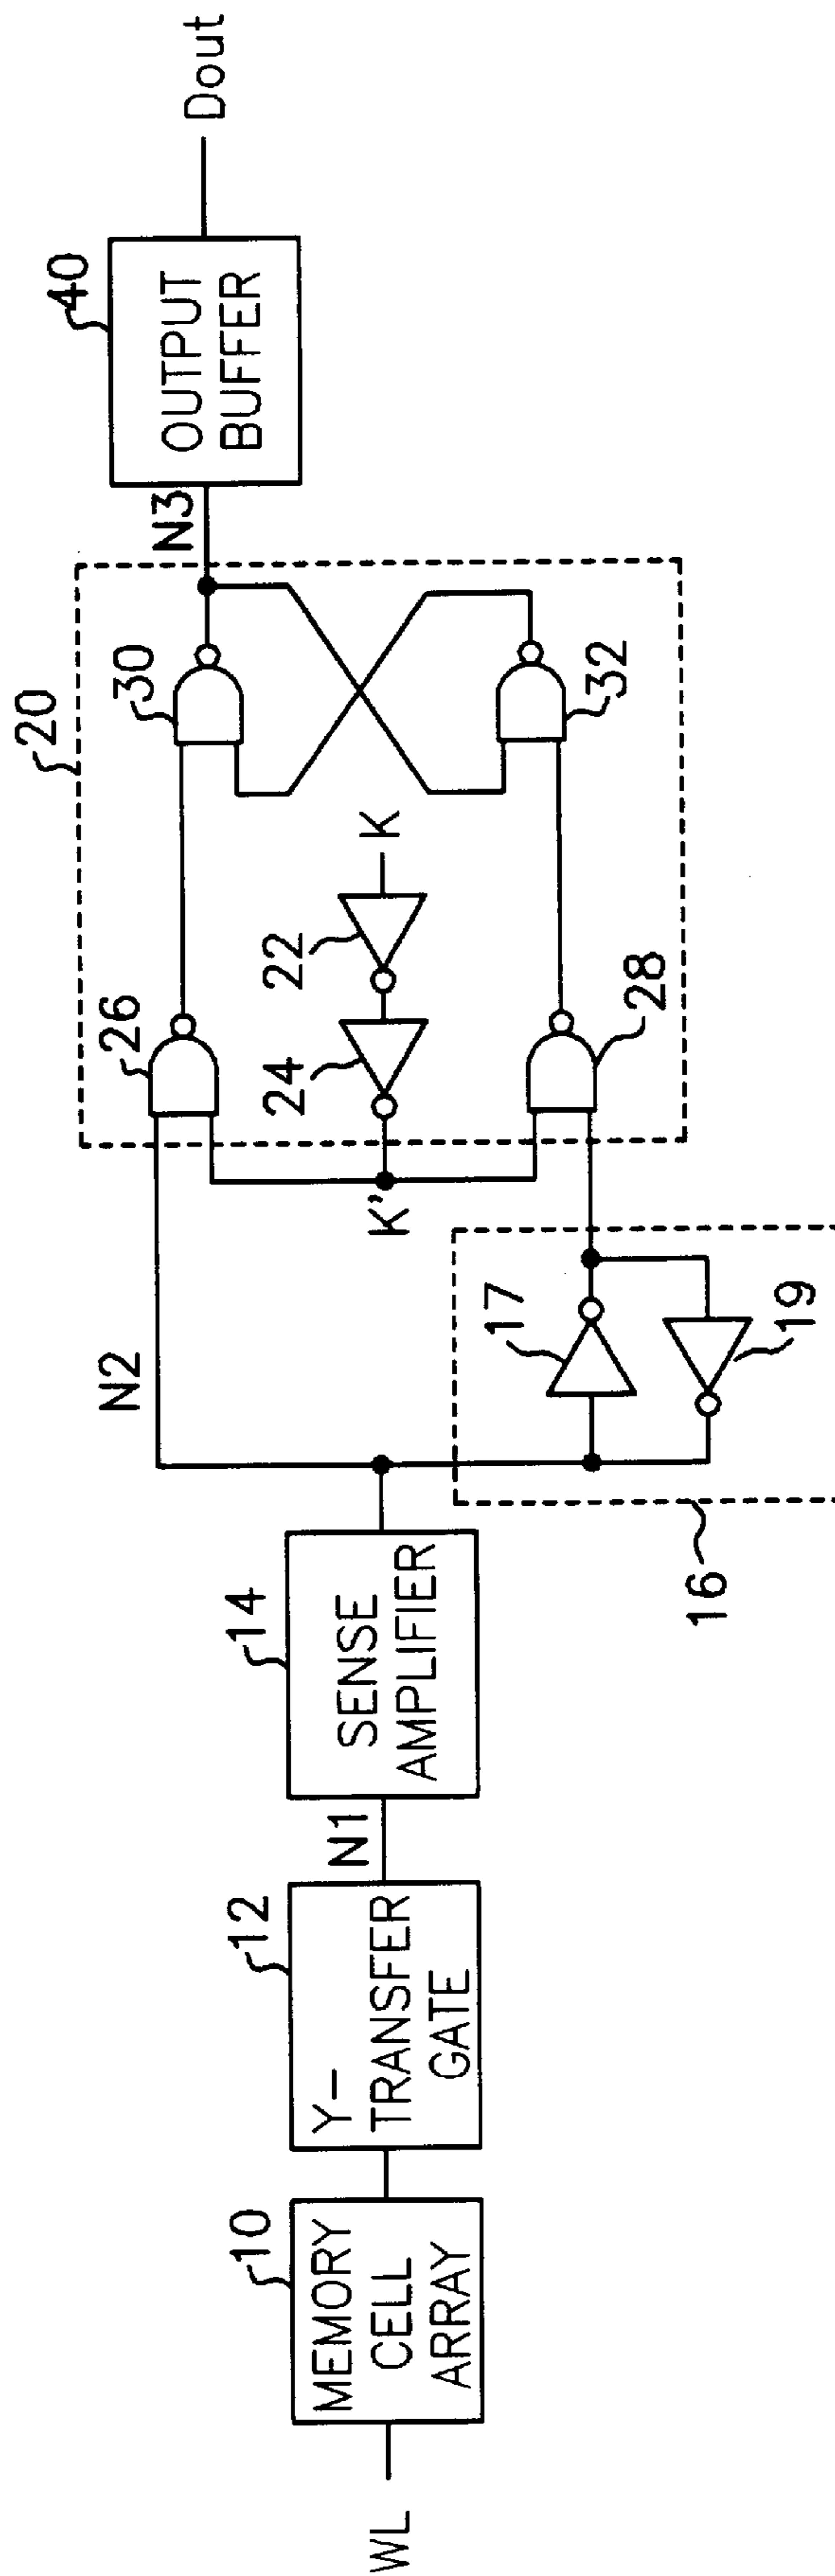 WL
10
MEMORY
CELL
ARRAY
12
Y-
TRANSFER
GATE
N1
14
SENSE
AMPLIFIER
N2
16
17
19
K'
20
26
24
22
K
28
30
32
N3
40
OUTPUT
BUFFER
Dout